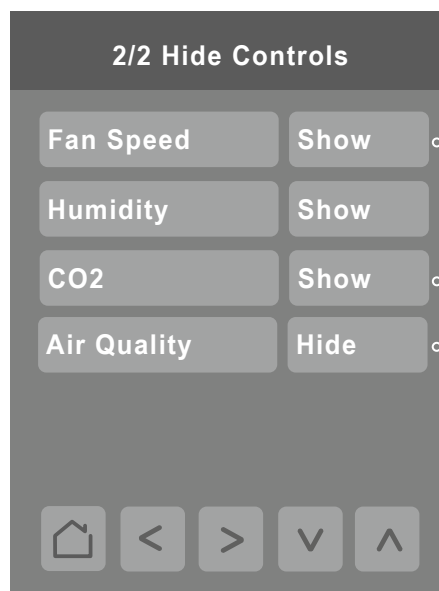 2/2 Hide Controls
Fan Speed Show
Humidity Show
CO2 Show
Air Quality Hide